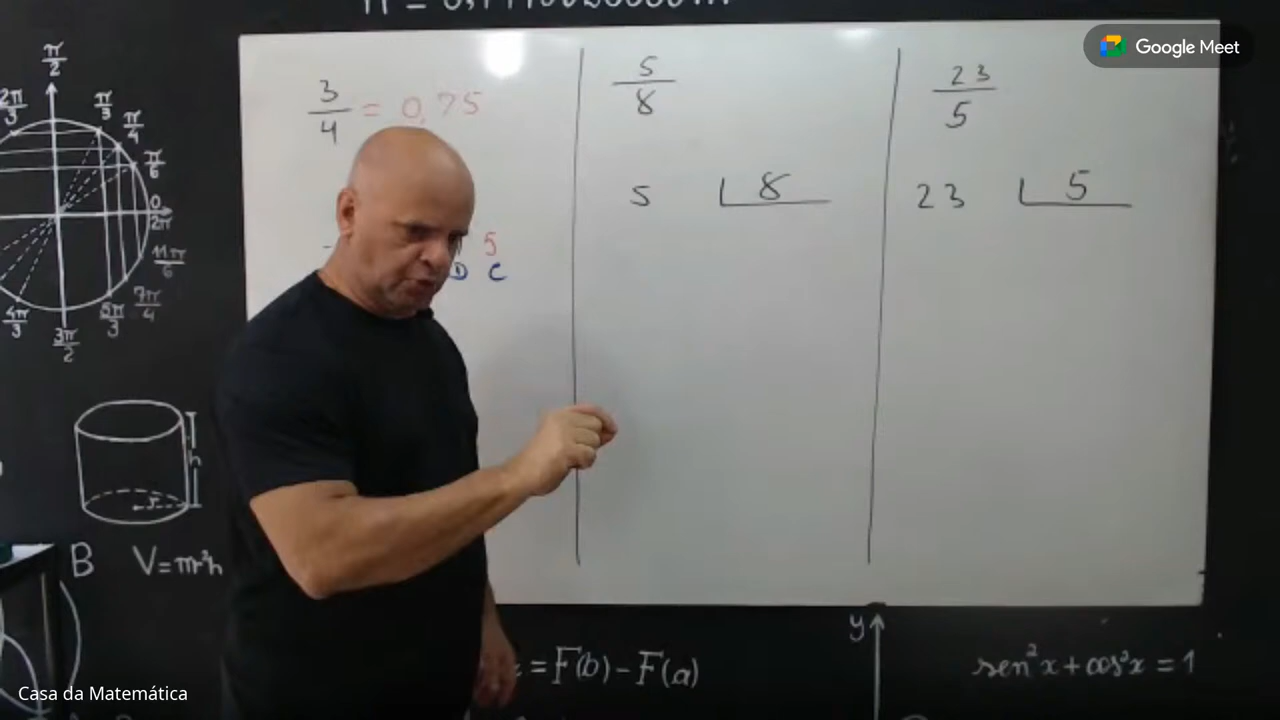 Google Meet
π/2
2π/3
π/3
π/4
π/6
0
2π
11π/6
7π/4
5π/3
3π/2
4π/3
3/4 = 0,75
5
D C
5/8
5 8
23/5
23 5
h
r
B V=πr²h
= F(b) – F(a)
y
sen²x + cos²x = 1
Casa da Matemática